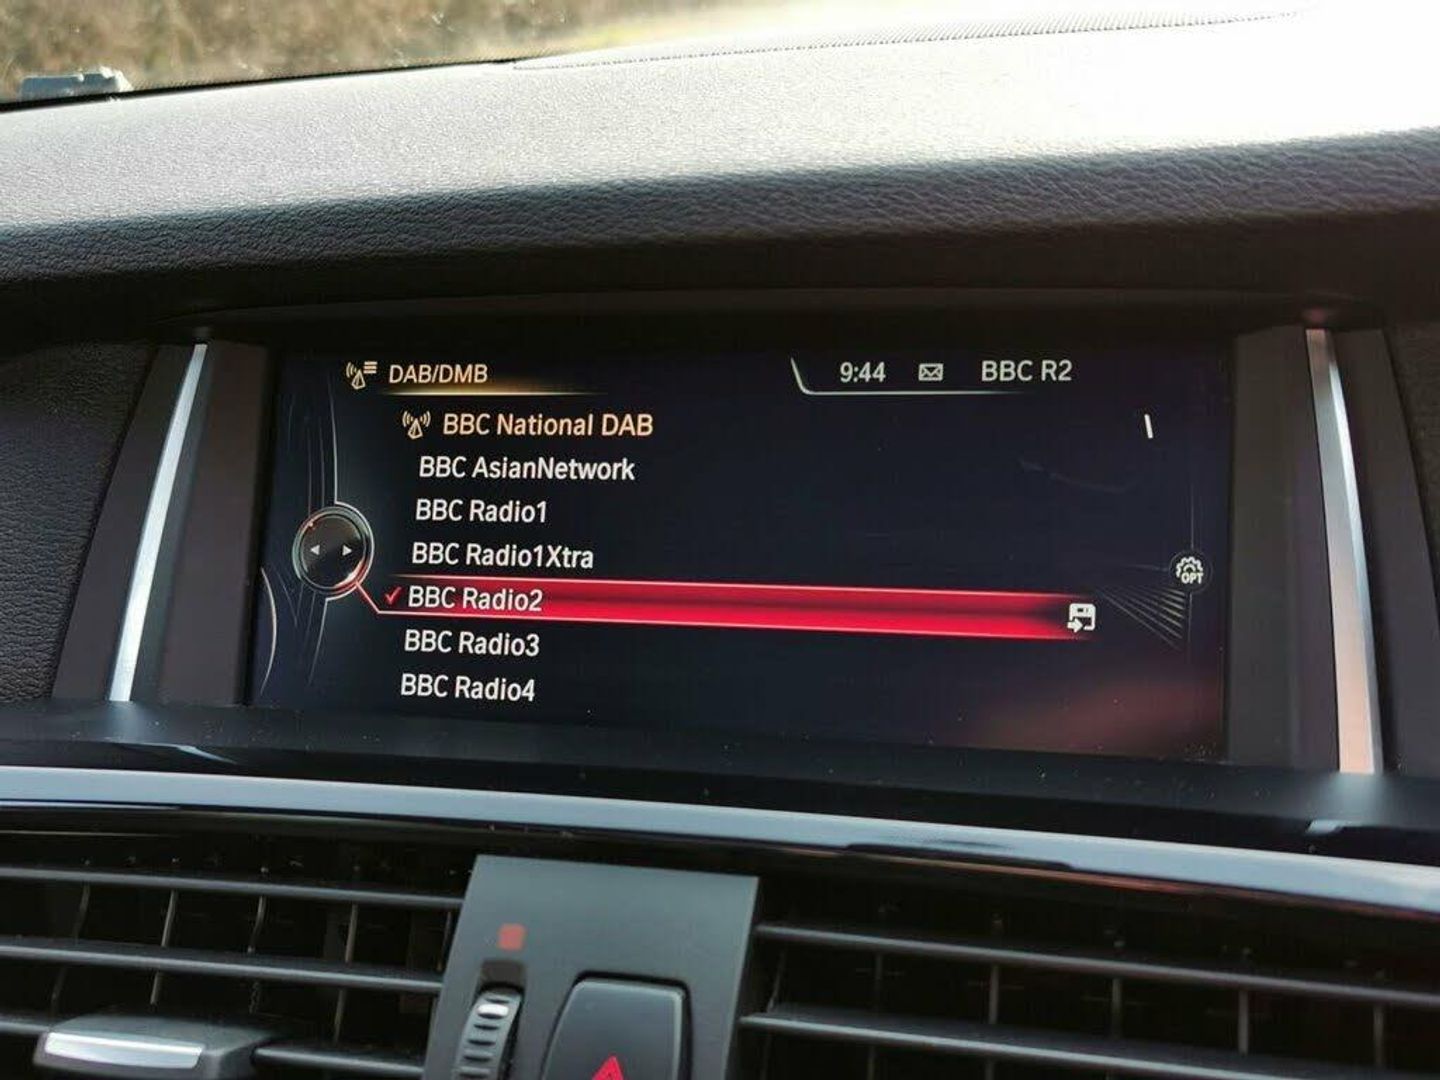 DAB/DMB
9:44 BBC R2
BBC National DAB
BBC AsianNetwork
BBC Radio1
BBC Radio1Xtra
BBC Radio2
BBC Radio3
BBC Radio4
OPT